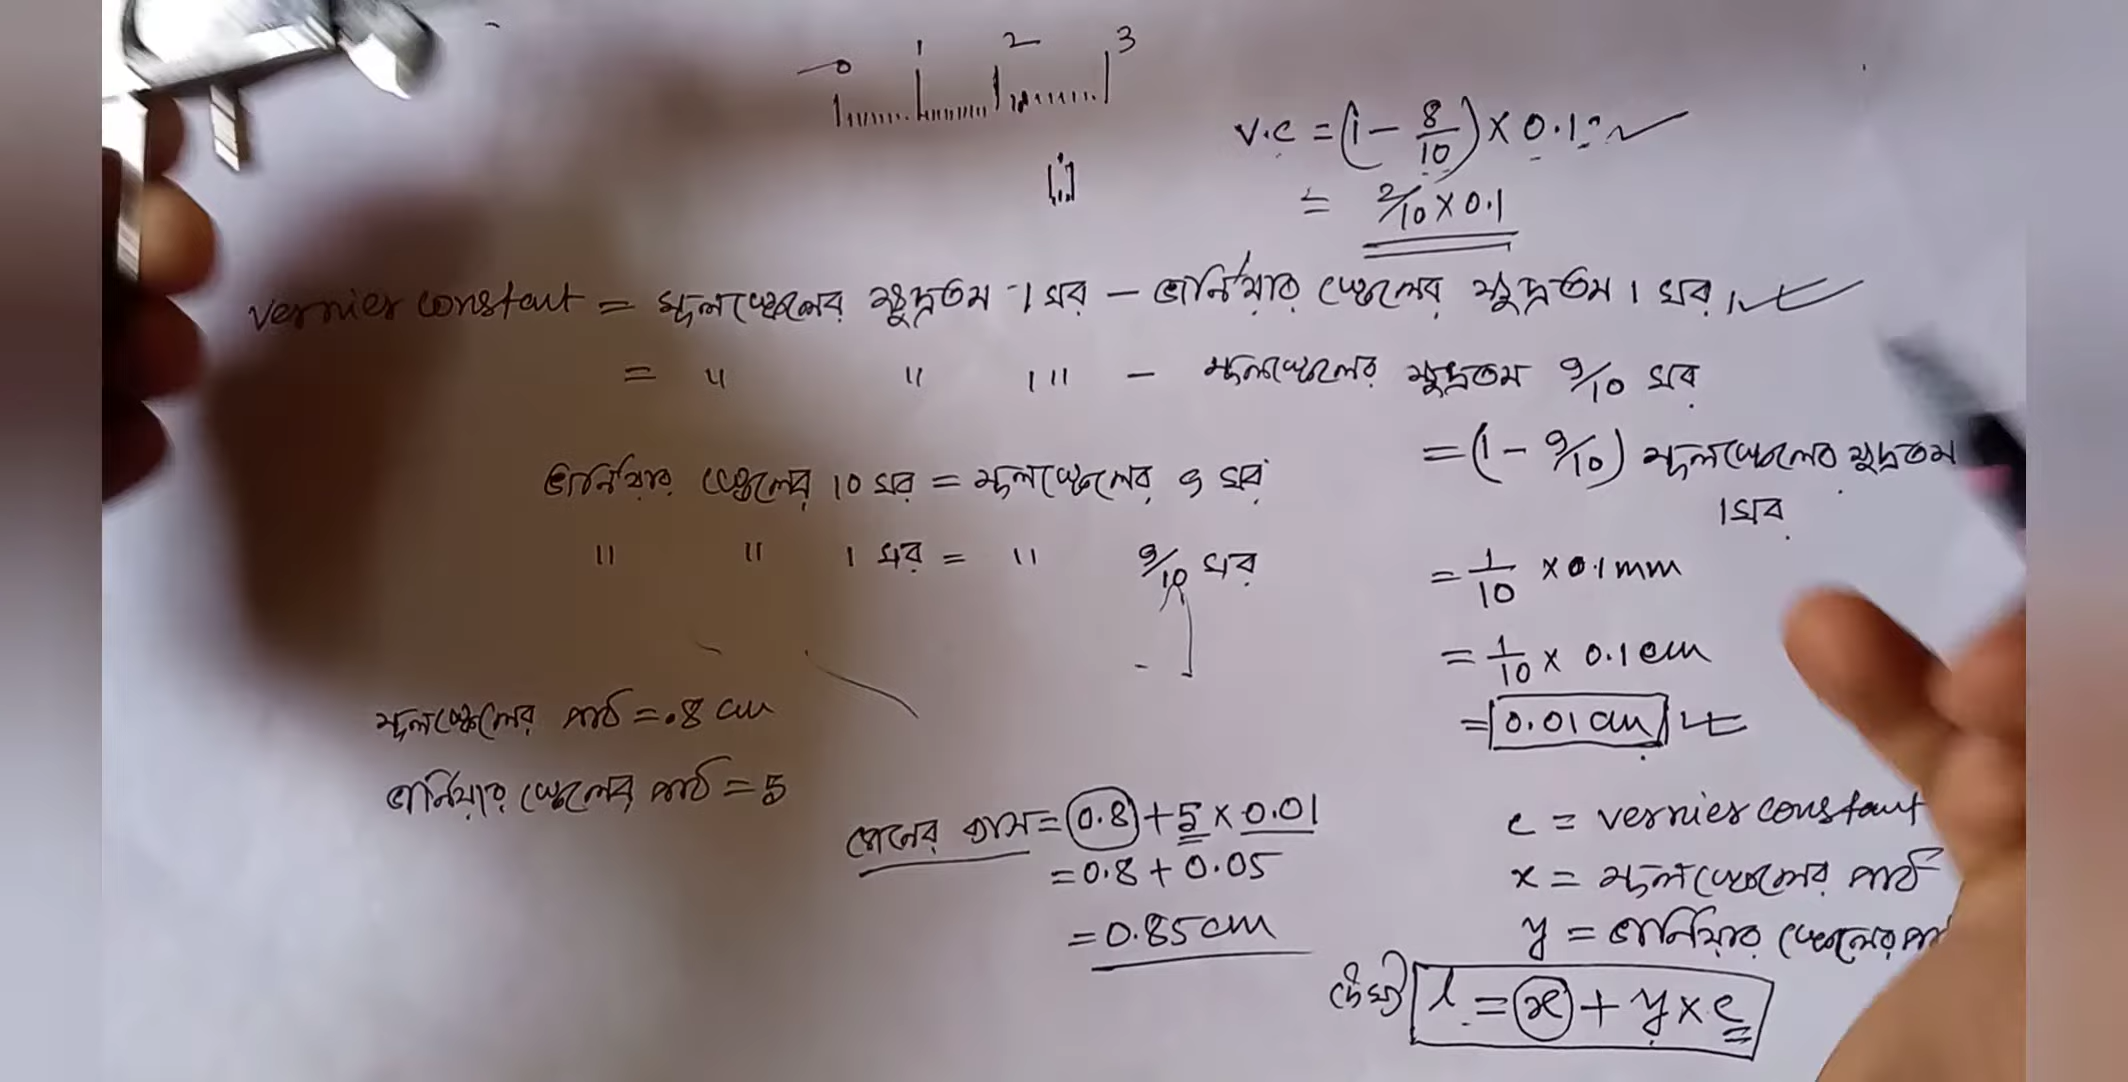 0 1 2 3
V.C = (1 - 8/10) × 0.1
= 2/10 × 0.1
vernier constant = মূলস্কেলের ক্ষুদ্রতম 1 ঘর - ভার্নিয়ার স্কেলের ক্ষুদ্রতম 1 ঘর
= " " 1 " - মূলস্কেলের ক্ষুদ্রতম 9/10 ঘর
= (1 - 9/10) মূলস্কেলের ক্ষুদ্রতম
1 ঘর
ভার্নিয়ার স্কেলের 10 ঘর = মূলস্কেলের 9 ঘর
" " 1 ঘর = " 9/10 ঘর
= 1/10 × 0.1 mm
= 1/10 × 0.1 cm
= 0.01 cm
মূলস্কেলের পাঠ = .8 cm
ভার্নিয়ার স্কেলের পাঠ = 5
পেনের ব্যাস = 0.8 + 5 × 0.01
= 0.8 + 0.05
= 0.85 cm
c = vernier constant
x = মূলস্কেলের পাঠ
y = ভার্নিয়ার স্কেলের
দৈর্ঘ্য l = x + y × c